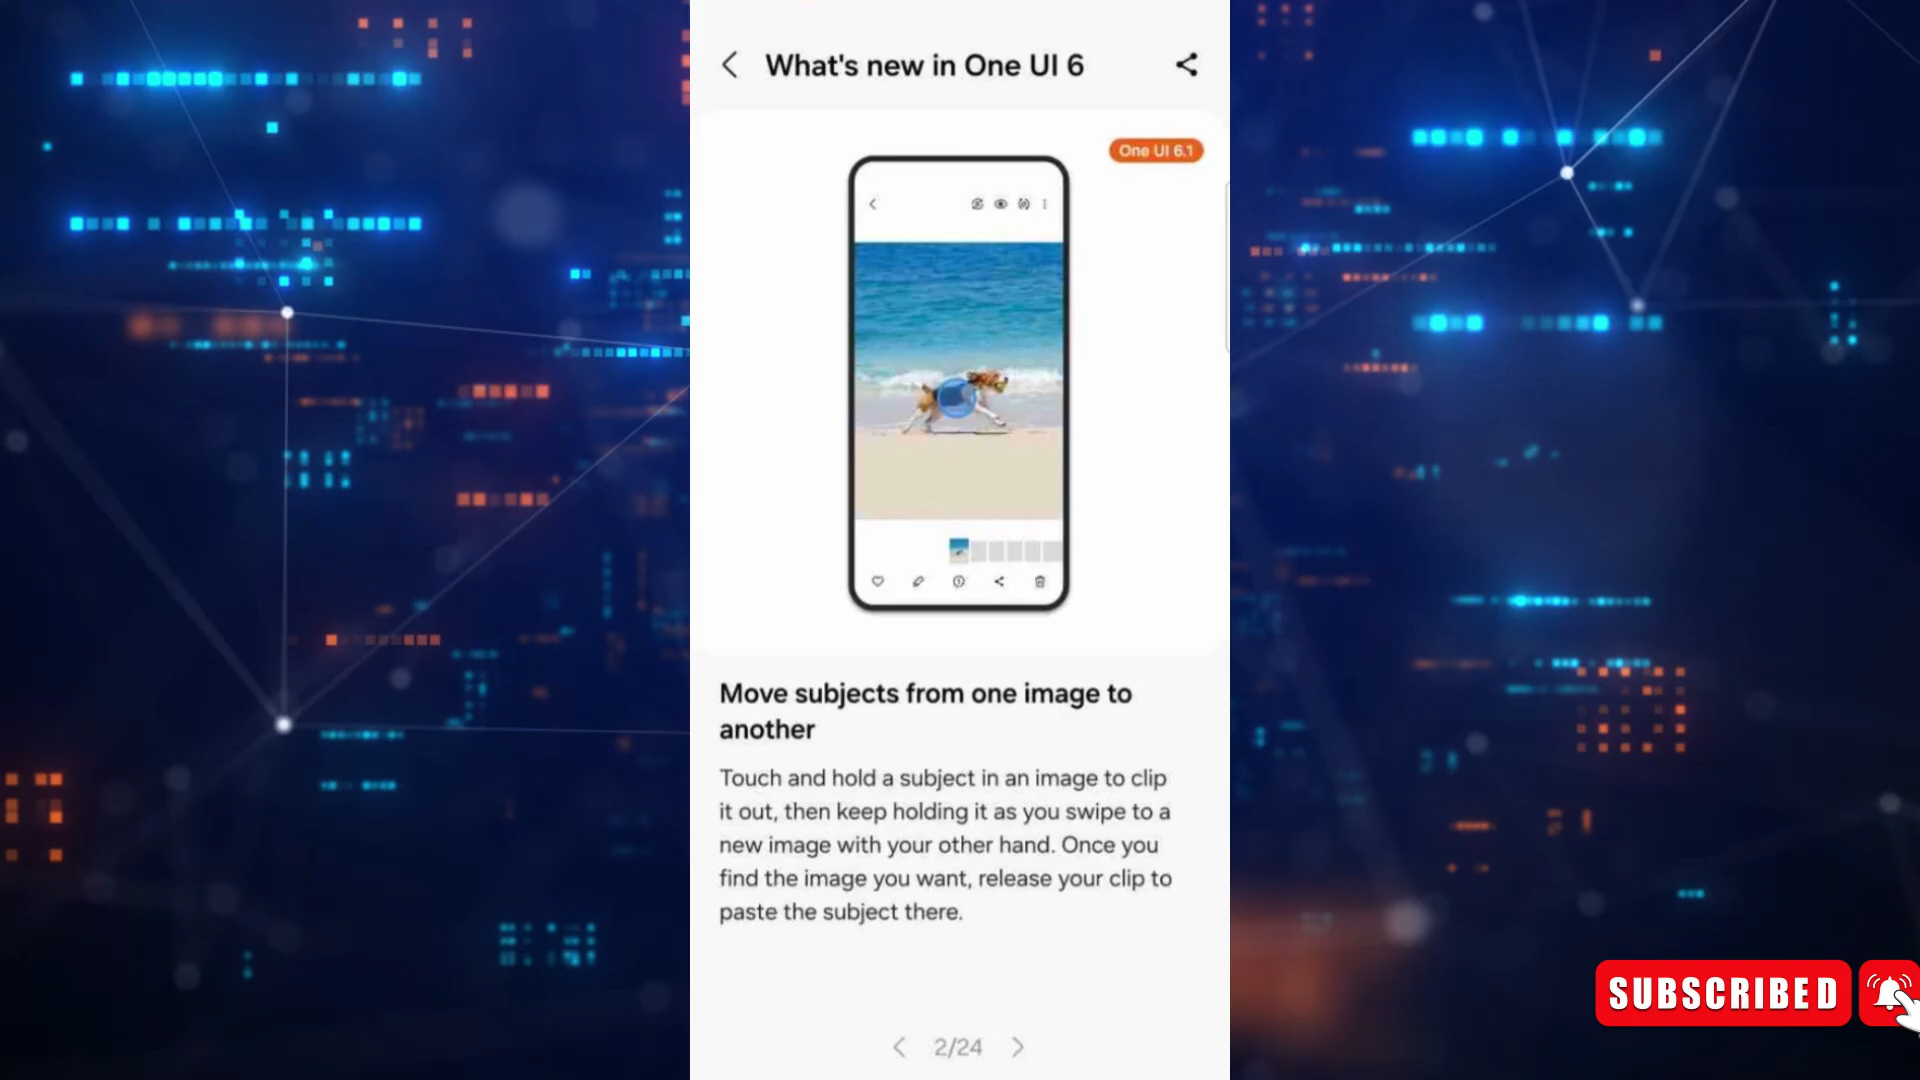 What's new in One UI 6
One UI 6.1
Move subjects from one image to
another
Touch and hold a subject in an image to clip
it out, then keep holding it as you swipe to a
new image with your other hand. Once you
find the image you want, release your clip to
paste the subject there.
2/24
SUBSCRIBED